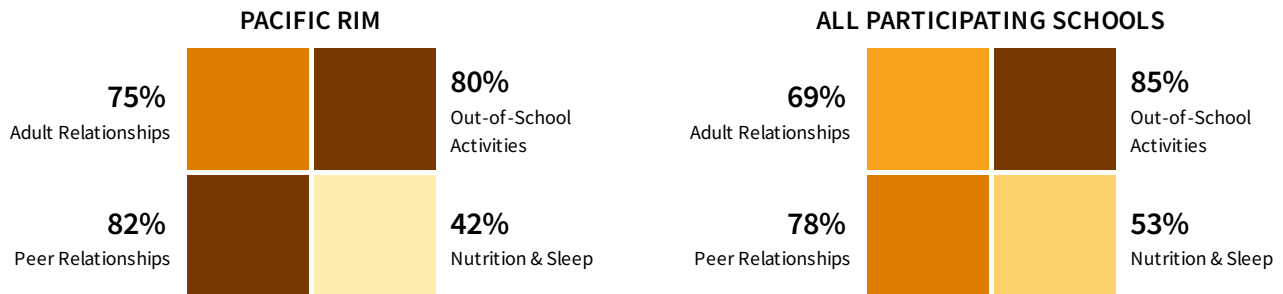 PACIFIC RIM
75%
Adult Relationships
80%
Out-of-School
Activities
82%
Peer Relationships
42%
Nutrition & Sleep
ALL PARTICIPATING SCHOOLS
69%
Adult Relationships
85%
Out-of-School
Activities
78%
Peer Relationships
53%
Nutrition & Sleep